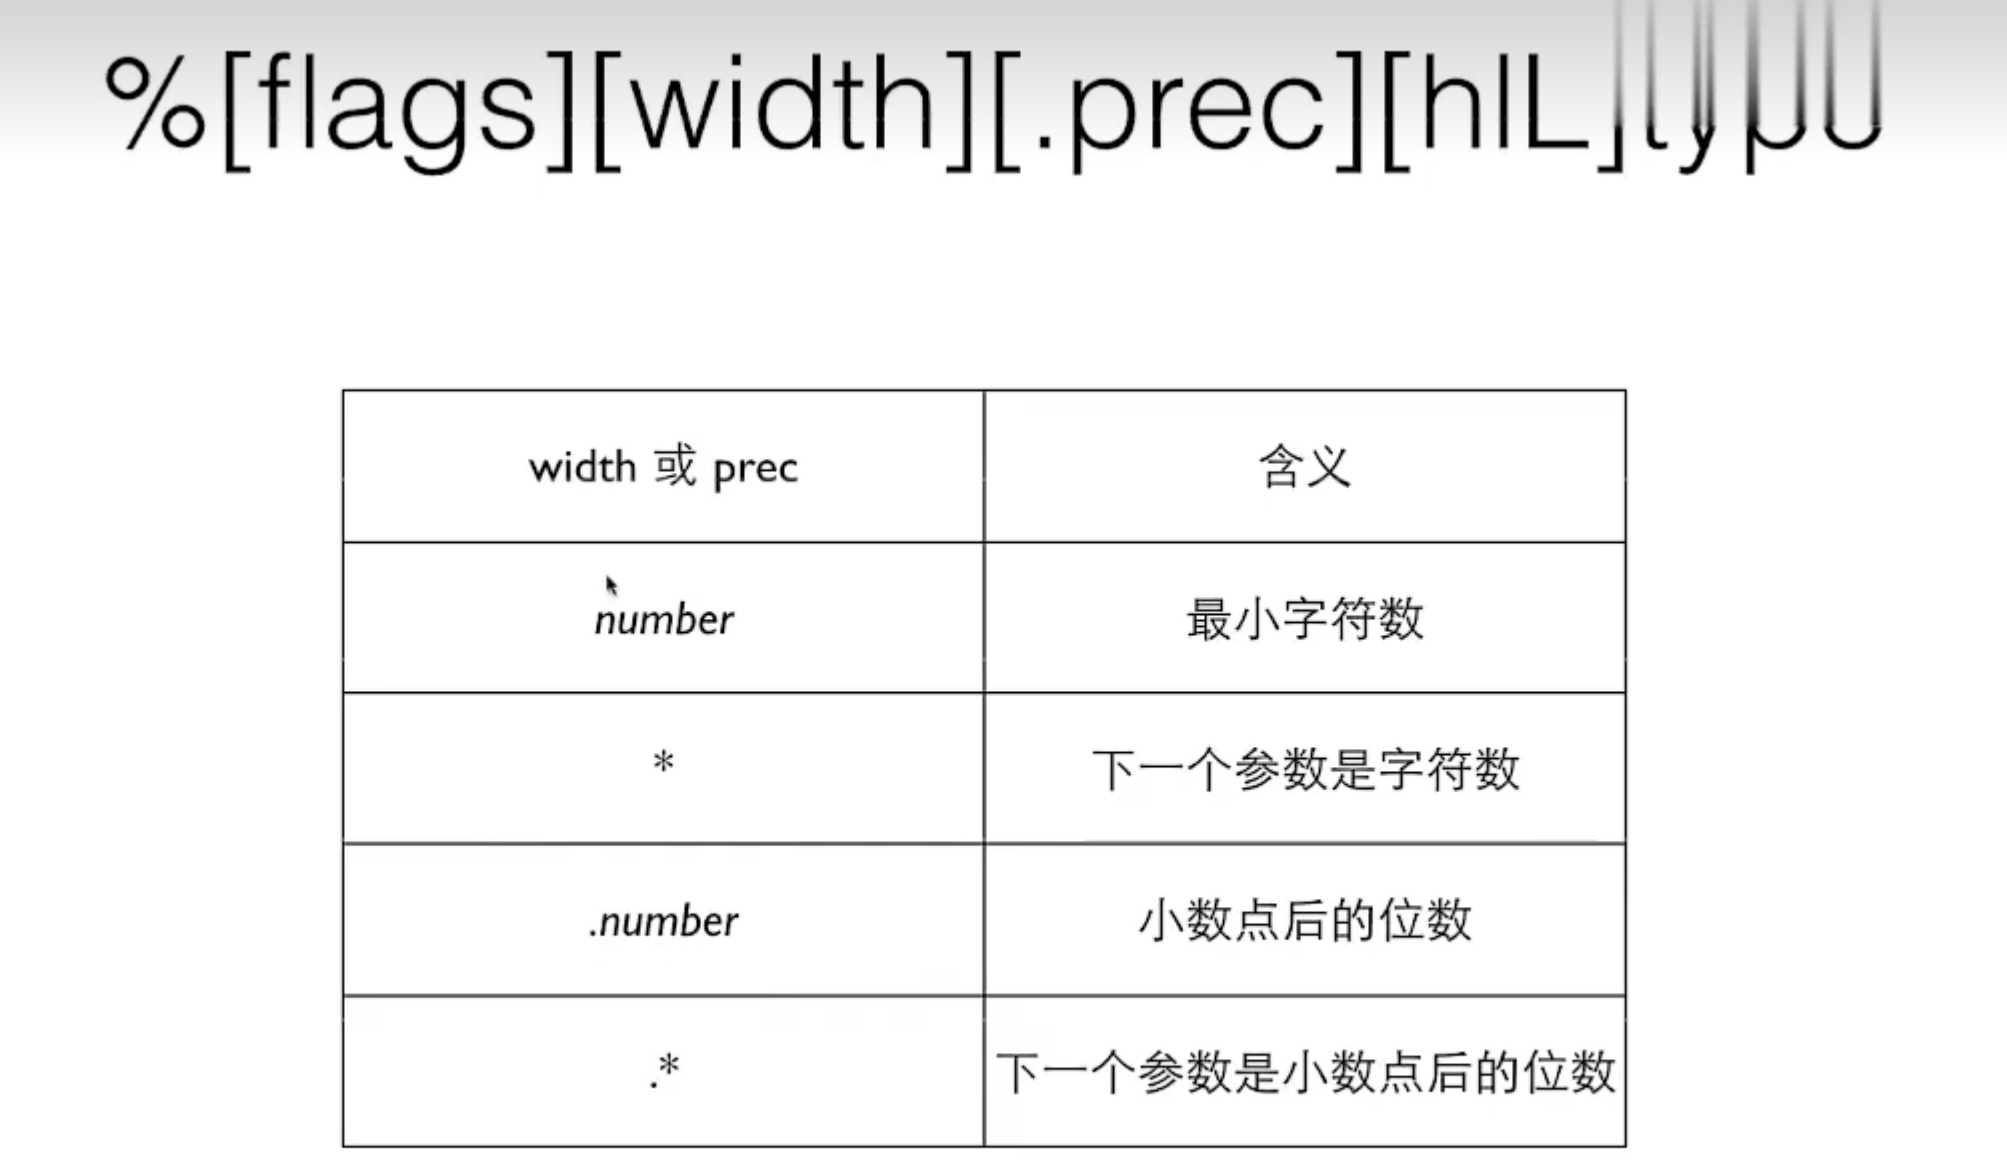 %[flags][width][.prec][hlL]type
width 或 prec
含义
number
最小字符数
*
下一个参数是字符数
.number
小数点后的位数
.*
下一个参数是小数点后的位数